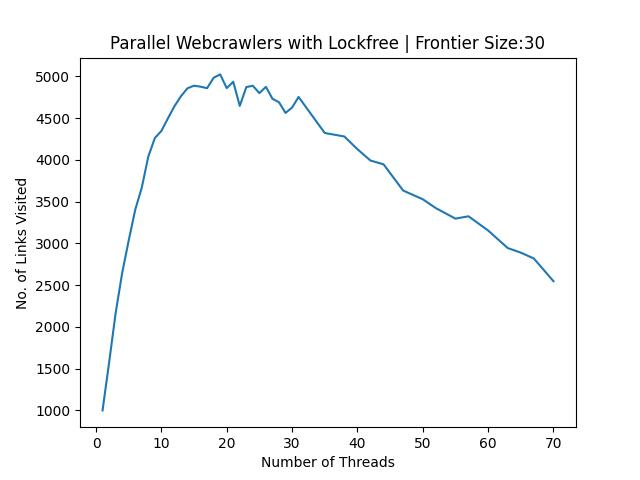 Parallel Webcrawlers with Lockfree | Frontier Size:30
No. of Links Visited
5000
4500
4000
3500
3000
2500
2000
1500
1000
0 10 20 30 40 50 60 70
Number of Threads